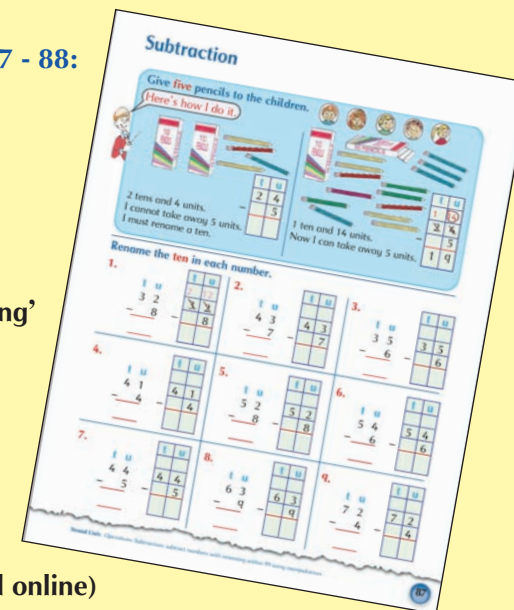 7 - 88:
ng’
l online)
Subtraction
Give five pencils to the children.
Here's how I do it.
t u
2 4
- 5
2 tens and 4 units.
I cannot take away 5 units.
I must rename a ten.
t u
1 14
2 4
- 5
1 9
1 ten and 14 units.
Now I can take away 5 units.
Rename the ten in each number.
1.
t u
3 2
- 8
t u
3 2
- 8
2.
t u
4 3
- 7
t u
4 3
- 7
3.
t u
3 5
- 6
t u
3 5
- 6
4.
t u
4 1
- 4
t u
4 1
- 4
5.
t u
5 2
- 8
t u
5 2
- 8
6.
t u
5 4
- 6
t u
5 4
- 6
7.
t u
4 4
- 5
t u
4 4
- 5
8.
t u
6 3
- 9
t u
6 3
- 9
9.
t u
7 2
- 4
t u
7 2
- 4
87